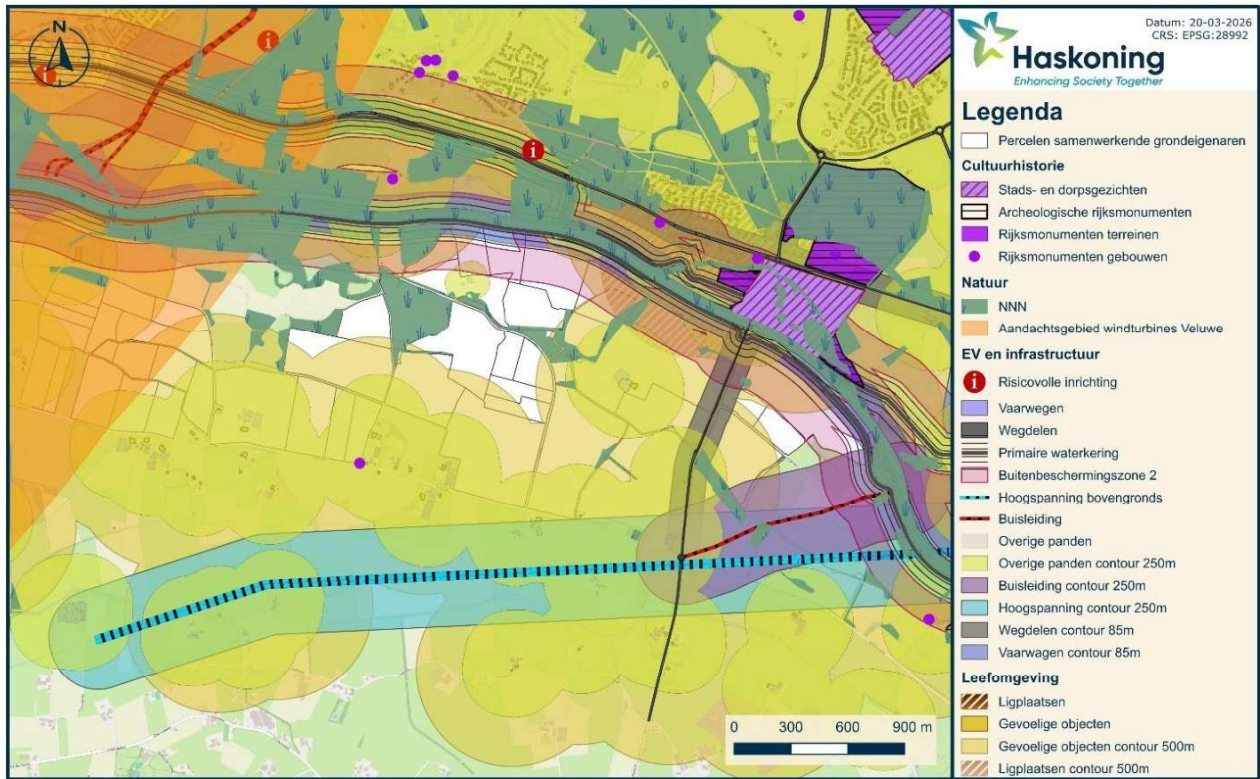 N
i
i
i
0 300 600 900 m
Datum: 20-03-2026
CRS: EPSG:28992
Haskoning
Enhancing Society Together
Legenda
Percelen samenwerkende grondeigenaren
Cultuurhistorie
Stads- en dorpsgezichten
Archeologische rijksmonumenten
Rijksmonumenten terreinen
Rijksmonumenten gebouwen
Natuur
NNN
Aandachtsgebied windturbines Veluwe
EV en infrastructuur
i Risicovolle inrichting
Vaarwegen
Wegdelen
Primaire waterkering
Buitenbeschermingszone 2
Hoogspanning bovengronds
Buisleiding
Overige panden
Overige panden contour 250m
Buisleiding contour 250m
Hoogspanning contour 250m
Wegdelen contour 85m
Vaarwagen contour 85m
Leefomgeving
Ligplaatsen
Gevoelige objecten
Gevoelige objecten contour 500m
Ligplaatsen contour 500m